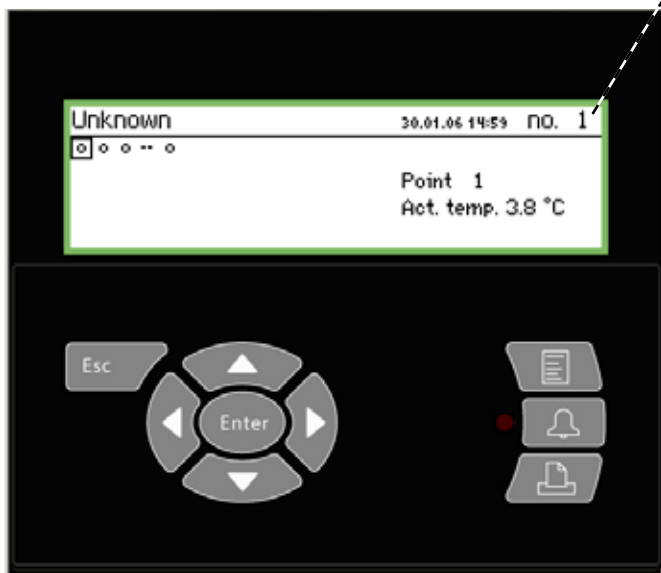 Unknown 30.01.06 14:59 no. 1
Point 1
Act. temp. 3.8 °C
Esc
Enter